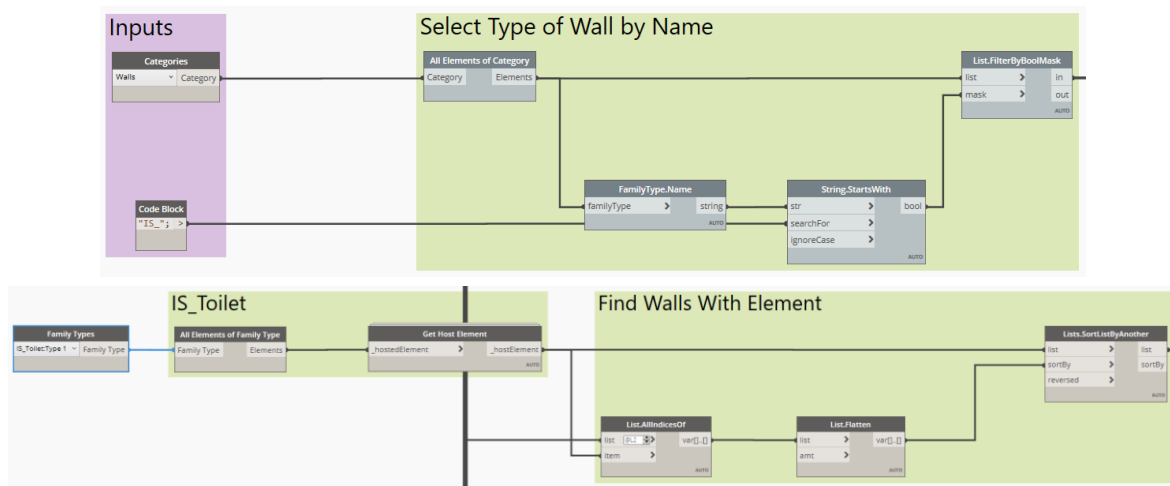 Inputs
Select Type of Wall by Name
Categories
Walls
Category
All Elements of Category
Category
Elements
List.FilterByBoolMask
list
>
in
mask
>
out
AUTO
Code Block
"IS_";
>
FamilyType.Name
familyType
>
string
AUTO
String.StartsWith
str
>
bool
searchFor
>
ignoreCase
>
AUTO
IS_Toilet
Find Walls With Element
Family Types
IS_Toilet:Type 1
Family Type
All Elements of Family Type
Family Type
Elements
Get Host Element
_hostedElement
>
_hostElement
AUTO
Lists.SortListByAnother
list
>
list
sortBy
>
sortBy
reversed
>
AUTO
List.AllIndicesOf
list
@L2
>
var[]..[]
item
>
AUTO
List.Flatten
list
>
var[]..[]
amt
>
AUTO